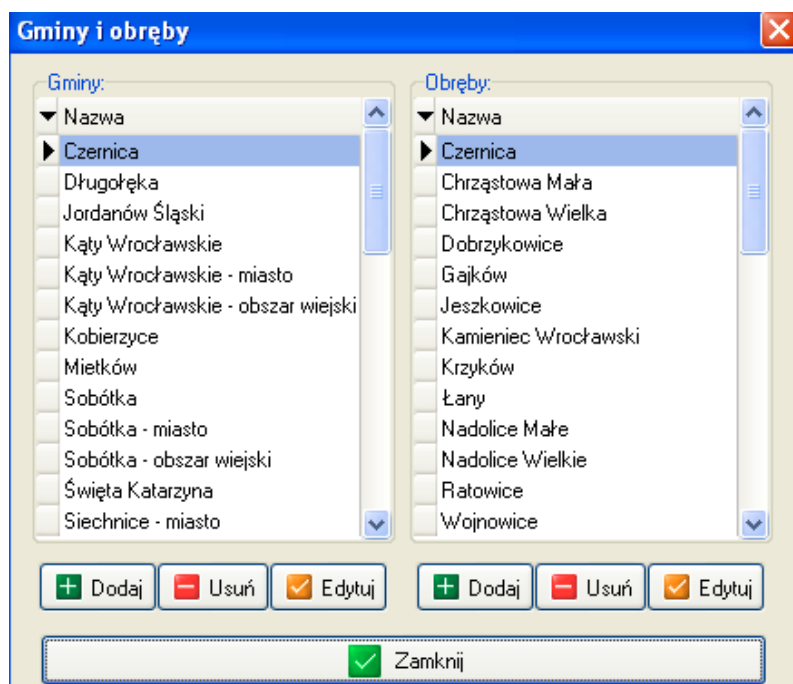 Gminy i obręby
Gminy:
Nazwa
Czernica
Długołęka
Jordanów Śląski
Kąty Wrocławskie
Kąty Wrocławskie - miasto
Kąty Wrocławskie - obszar wiejski
Kobierzyce
Mietków
Sobótka
Sobótka - miasto
Sobótka - obszar wiejski
Święta Katarzyna
Siechnice - miasto
Dodaj Usuń Edytuj
Obręby:
Nazwa
Czernica
Chrząstowa Mała
Chrząstowa Wielka
Dobrzykowice
Gajków
Jeszkowice
Kamieniec Wrocławski
Krzyków
Łany
Nadolice Małe
Nadolice Wielkie
Ratowice
Wojnowice
Dodaj Usuń Edytuj
Zamknij